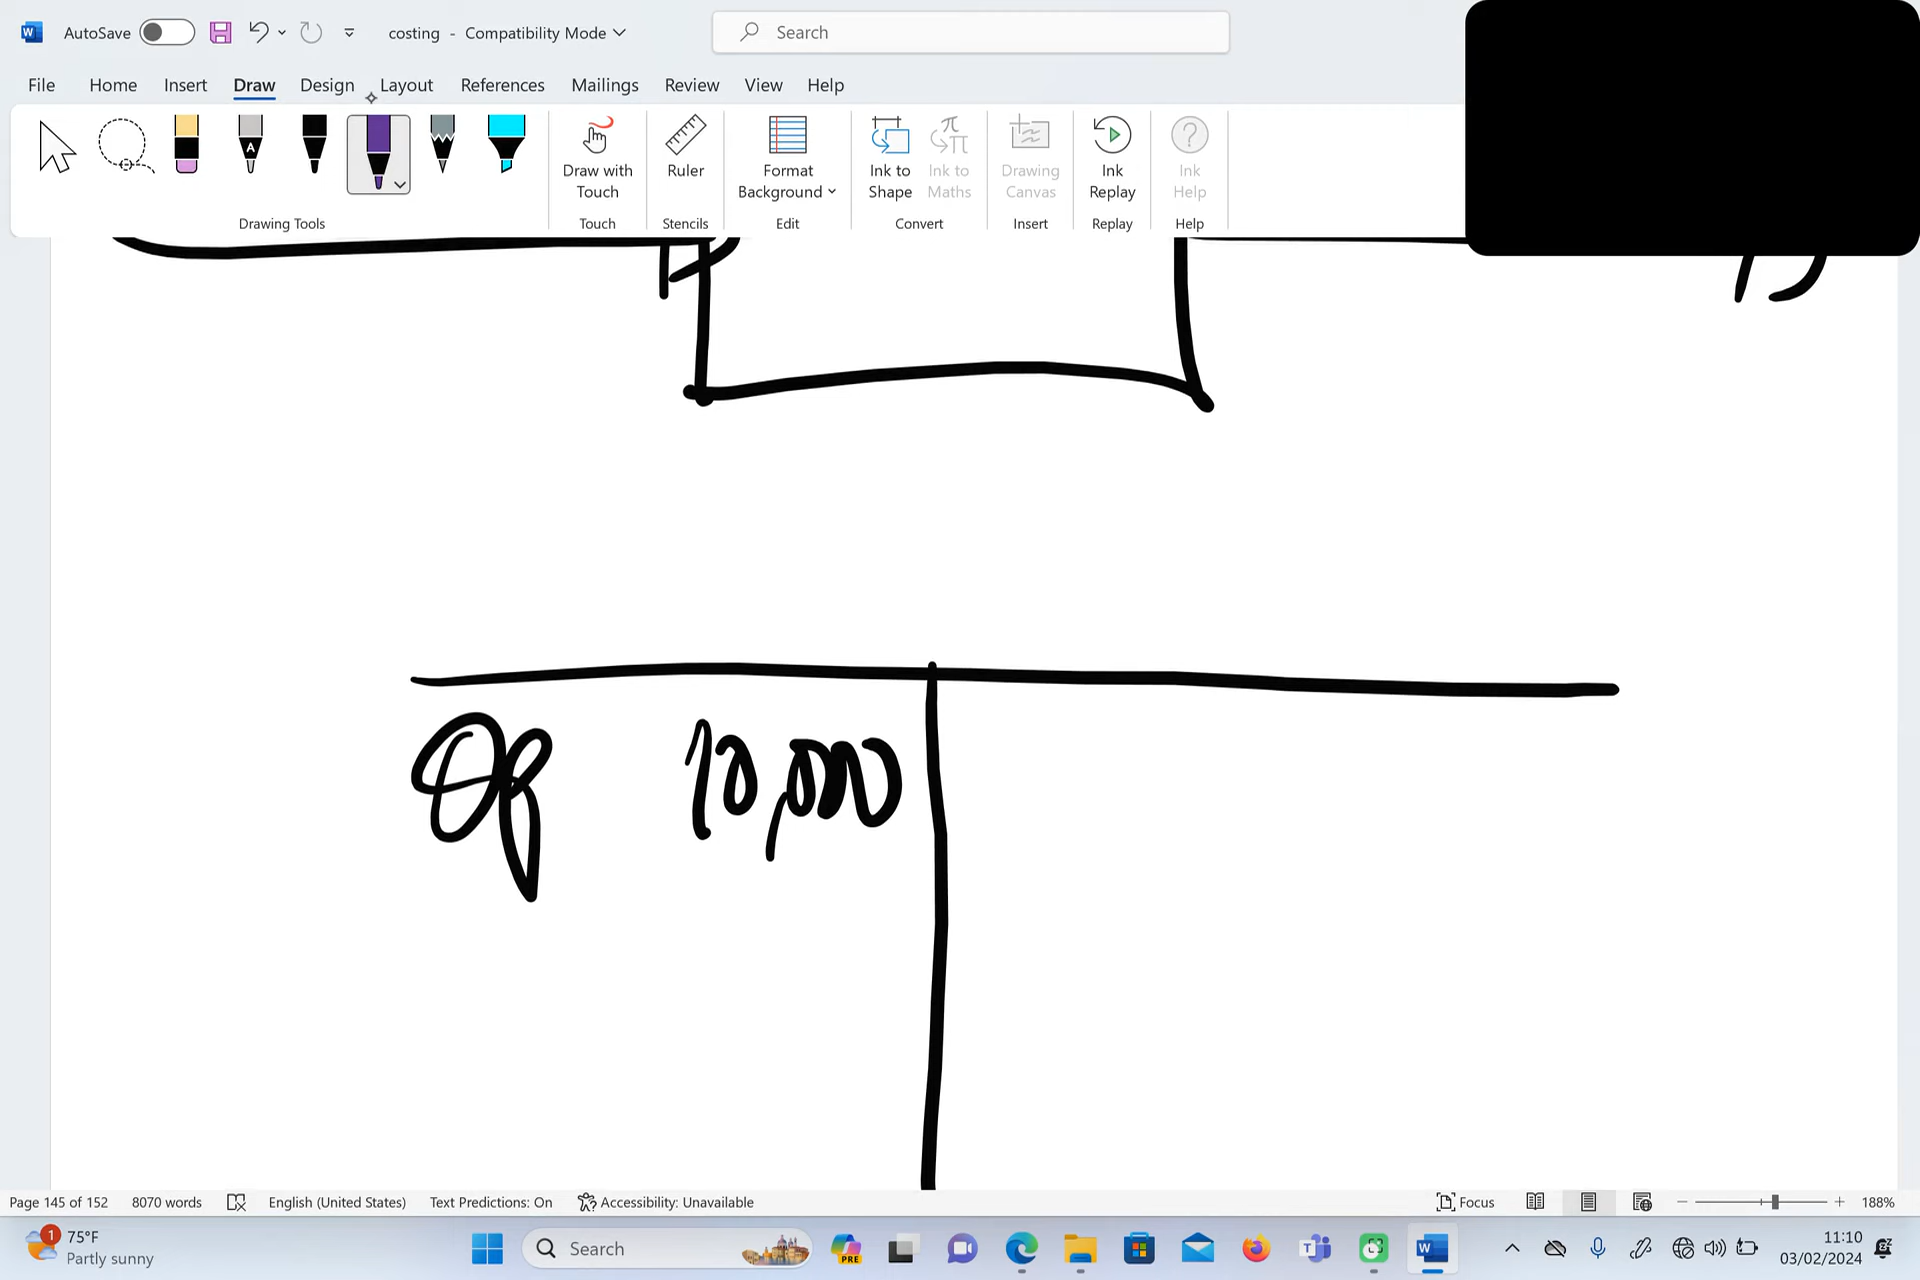 AutoSave
costing - Compatibility Mode
Search
File Home Insert Draw Design Layout References Mailings Review View Help
A
Draw with Touch
Ruler
Format Background
Ink to Shape
Ink to Maths
Drawing Canvas
Ink Replay
Ink Help
Drawing Tools Touch Stencils Edit Convert Insert Replay Help
10,000
Page 145 of 152 8070 words English (United States) Text Predictions: On Accessibility: Unavailable Focus 188%
1 75°F
Partly sunny
Search
PRE
11:10
03/02/2024